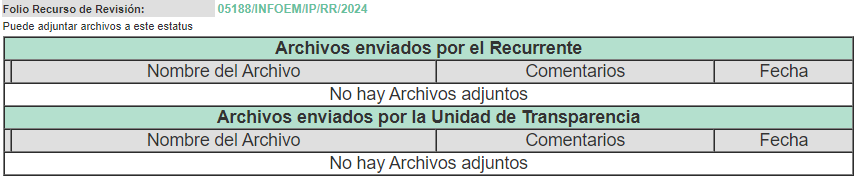 Folio Recurso de Revisión: 05188/INFOEM/IP/RR/2024
Puede adjuntar archivos a este estatus
Archivos enviados por el Recurrente
Nombre del Archivo Comentarios Fecha
No hay Archivos adjuntos
Archivos enviados por la Unidad de Transparencia
Nombre del Archivo Comentarios Fecha
No hay Archivos adjuntos